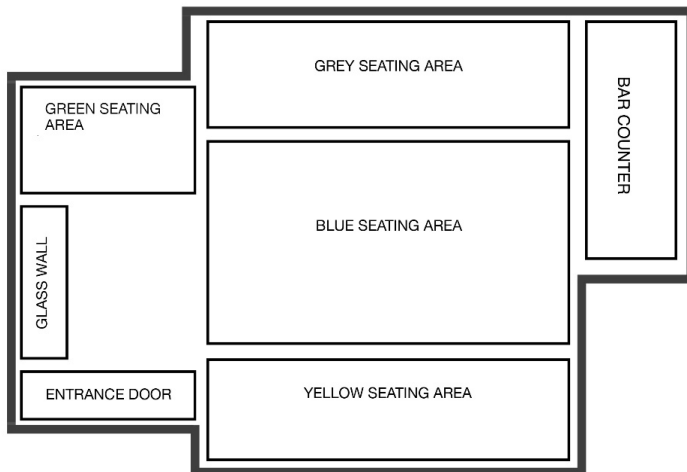 GREY SEATING AREA
BAR COUNTER
GREEN SEATING
AREA
BLUE SEATING AREA
GLASS WALL
ENTRANCE DOOR
YELLOW SEATING AREA